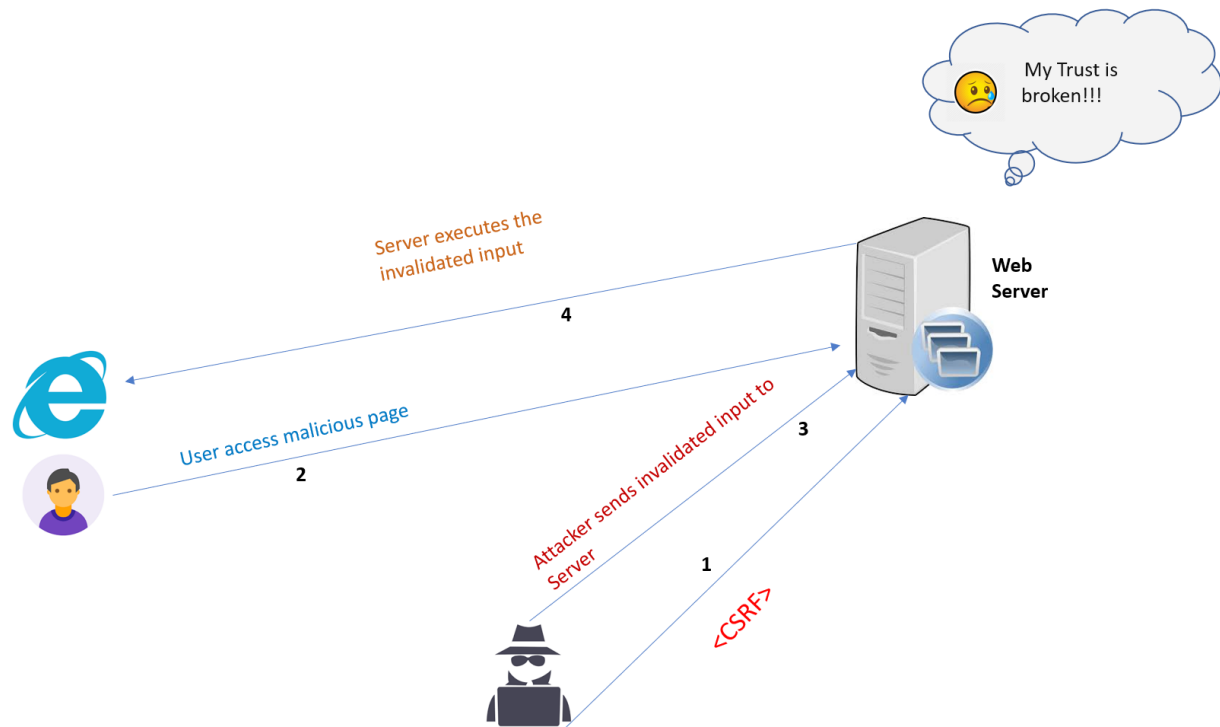 My Trust is
broken!!!
Server executes the
invalidated input
Web
Server
4
User access malicious page
2
Attacker sends invalidated input to
Server
3
1
<CSRF>